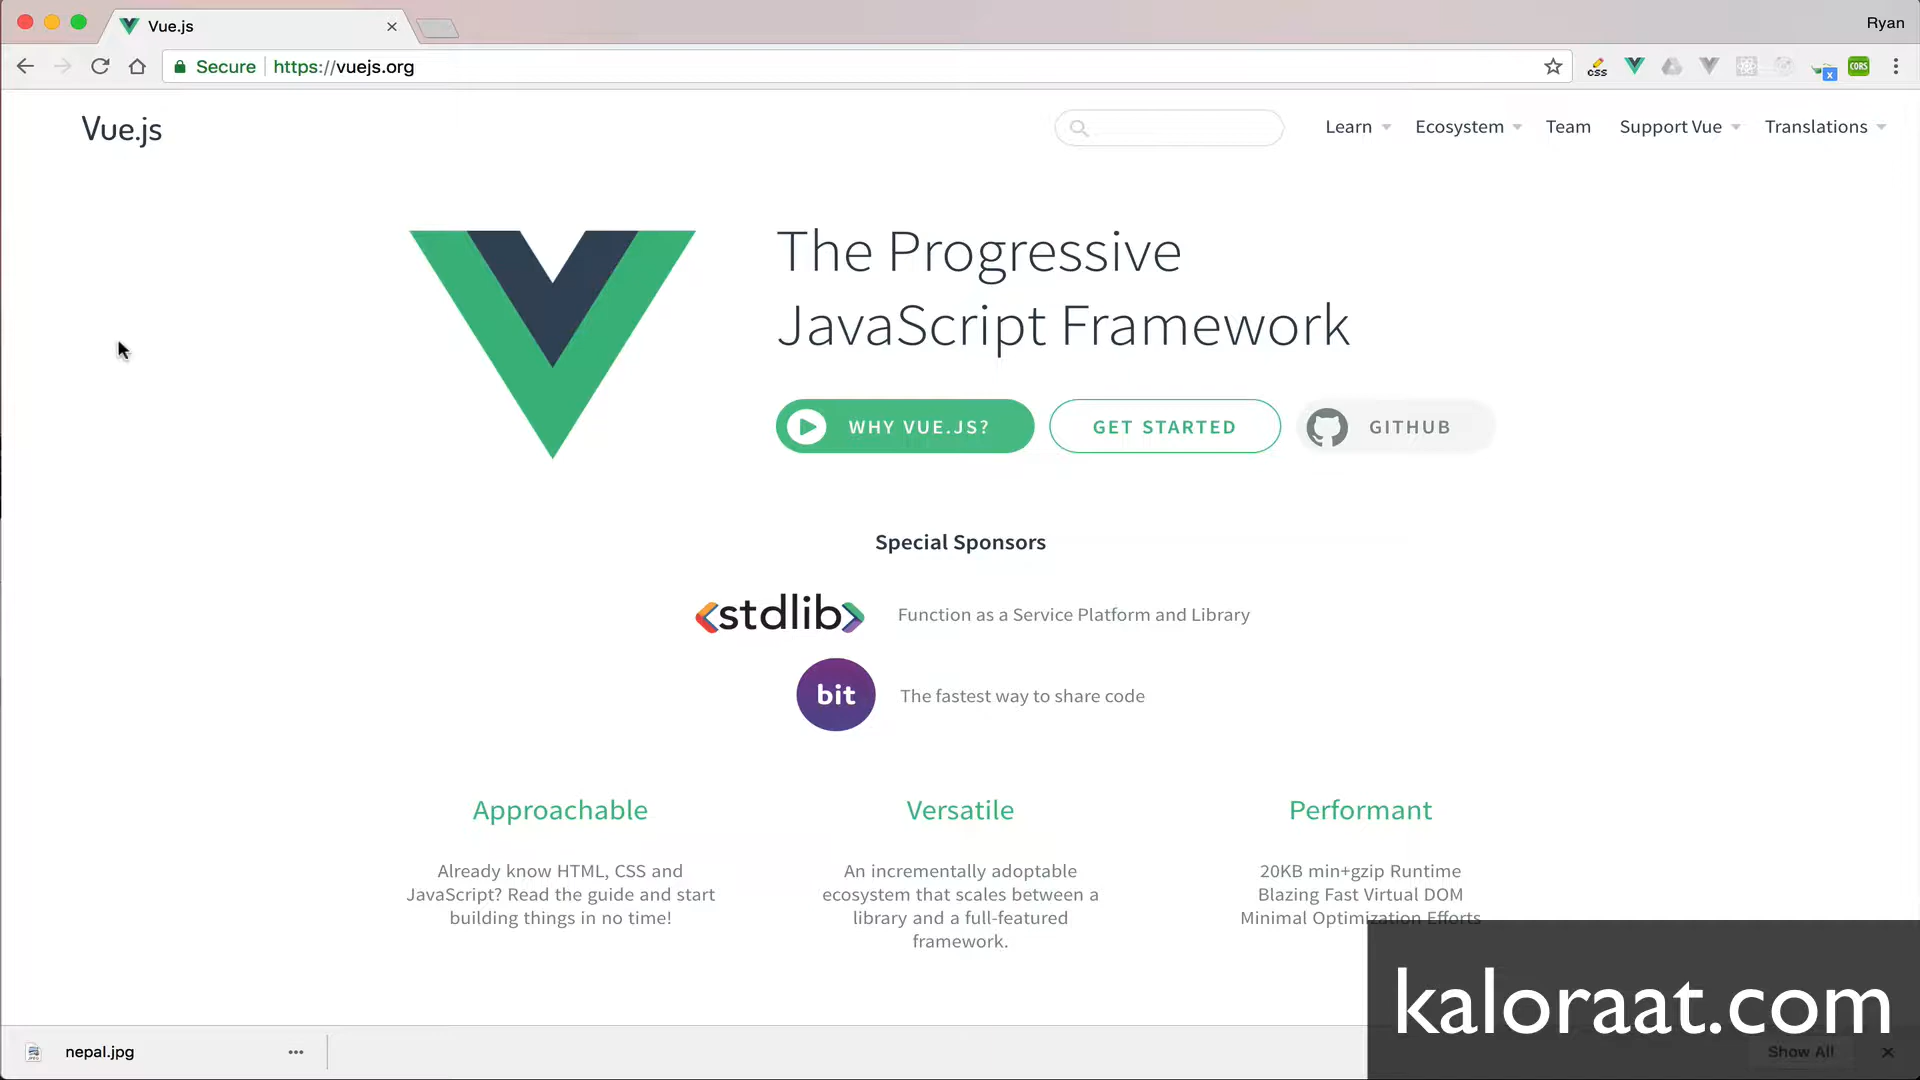 Vue.js
Ryan
Secure
https://vuejs.org
css
x
CORS
Vue.js
Learn
Ecosystem
Team
Support Vue
Translations
The Progressive
JavaScript Framework
WHY VUE.JS?
GET STARTED
GITHUB
Special Sponsors
<stdlib>
Function as a Service Platform and Library
bit
The fastest way to share code
Approachable
Already know HTML, CSS and
JavaScript? Read the guide and start
building things in no time!
Versatile
An incrementally adoptable
ecosystem that scales between a
library and a full-featured
framework.
Performant
20KB min+gzip Runtime
Blazing Fast Virtual DOM
Minimal Optimization Efforts
kaloraat.com
nepal.jpg
Show All